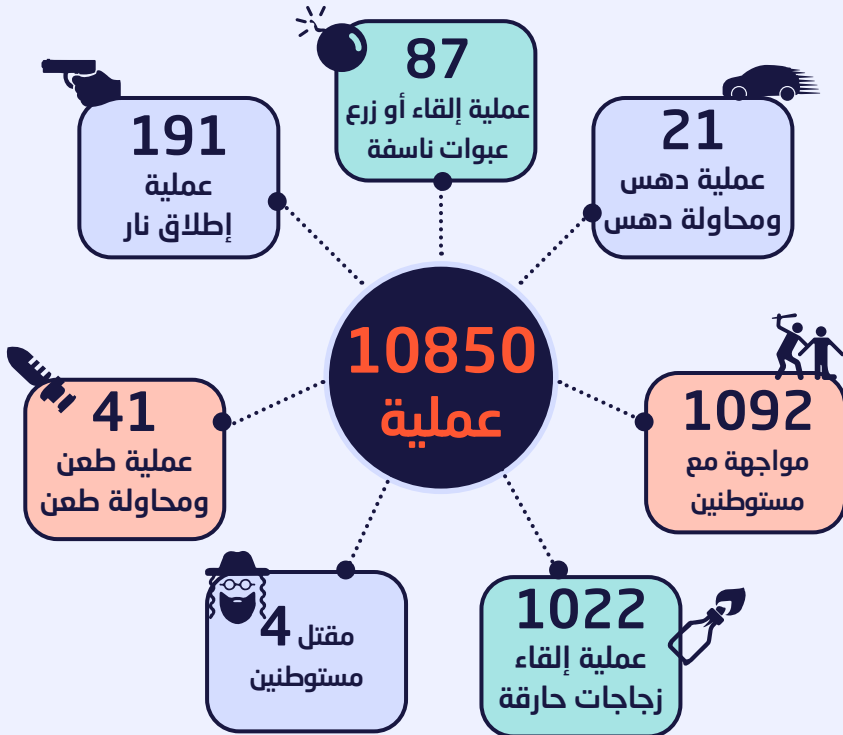 87
عملية إلقاء أو زرع
عبوات ناسفة
21
عملية دهس
ومحاولة دهس
191
عملية
إطلاق نار
10850
عملية
1092
مواجهة مع
مستوطنين
41
عملية طعن
ومحاولة طعن
1022
عملية إلقاء
زجاجات حارقة
مقتل 4
مستوطنين